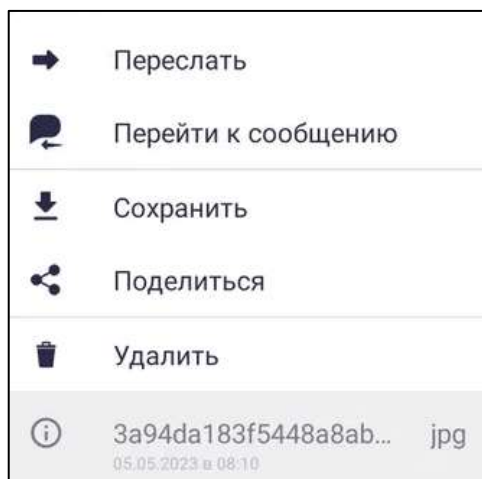 Переслать
Перейти к сообщению
Сохранить
Поделиться
Удалить
3a94da183f5448a8ab... jpg
05.05.2023 в 08:10